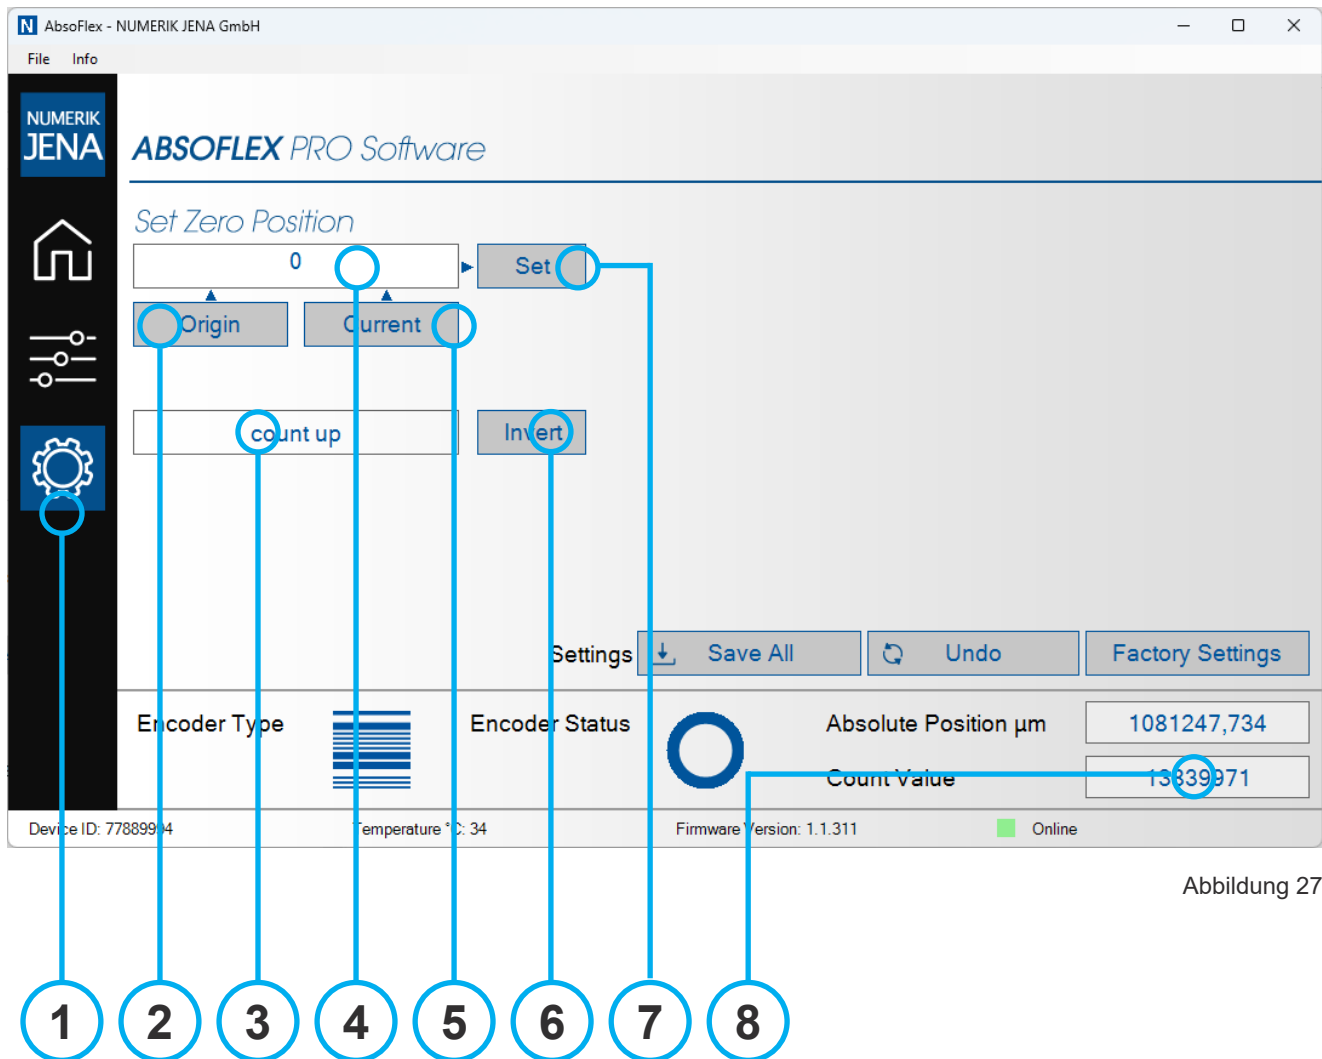 AbsoFlex - NUMERIK JENA GmbH
File Info
NUMERIK
JENA
ABSOFLEX PRO Software
Set Zero Position
0
Set
Origin
Current
count up
Invert
Settings
Save All
Undo
Factory Settings
Encoder Type
Encoder Status
Absolute Position µm
1081247,734
Count Value
13839971
Device ID: 77889994
Temperature °C: 34
Firmware Version: 1.1.311
Online
Abbildung 27
1 2 3 4 5 6 7 8